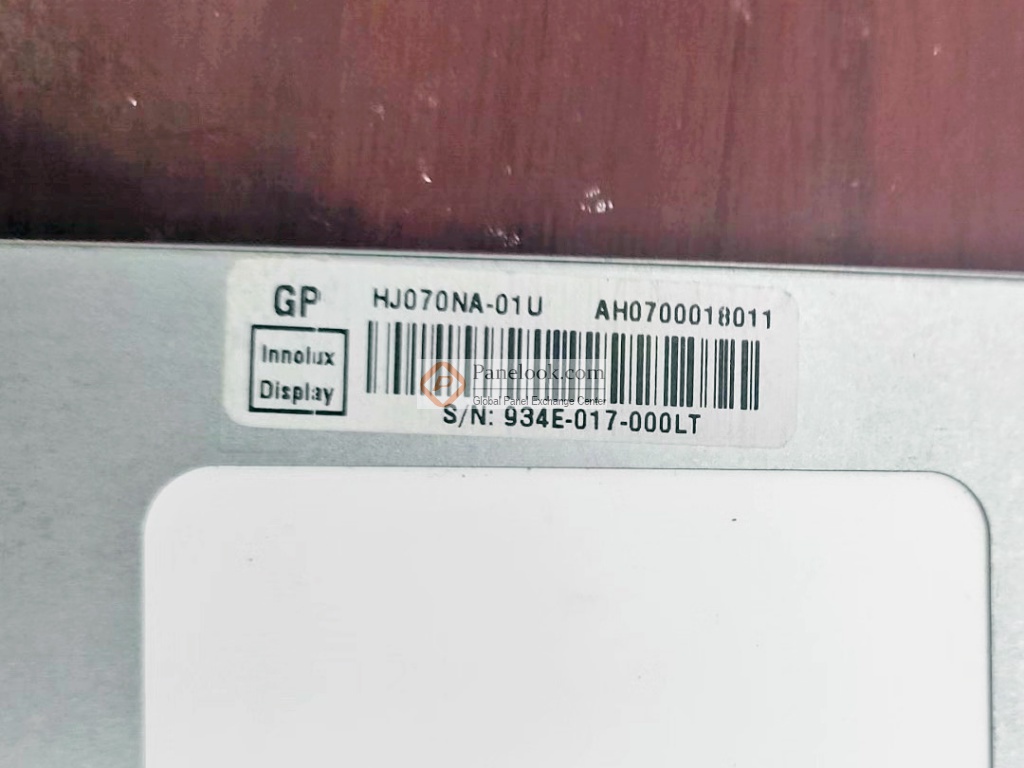 GP HJ070NA-01U AH0700018011
Innolux
Display
Panelook.com
Global Panel Exchange Center
S/N: 934E-017-000LT